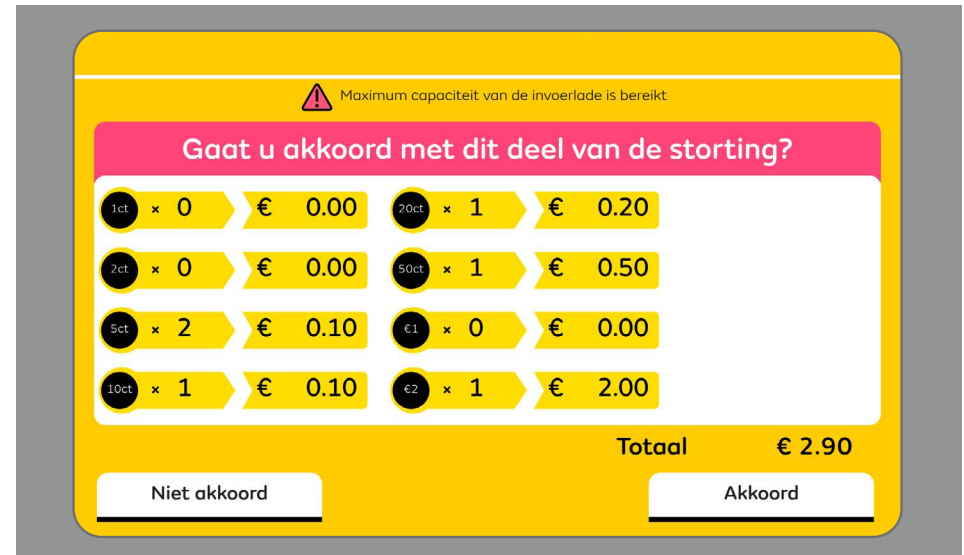 Maximum capaciteit van de invoerlade is bereikt
Gaat u akkoord met dit deel van de storting?
1ct × 0 € 0.00
2ct × 0 € 0.00
5ct × 2 € 0.10
10ct × 1 € 0.10
20ct × 1 € 0.20
50ct × 1 € 0.50
€1 × 0 € 0.00
€2 × 1 € 2.00
Totaal € 2.90
Niet akkoord
Akkoord